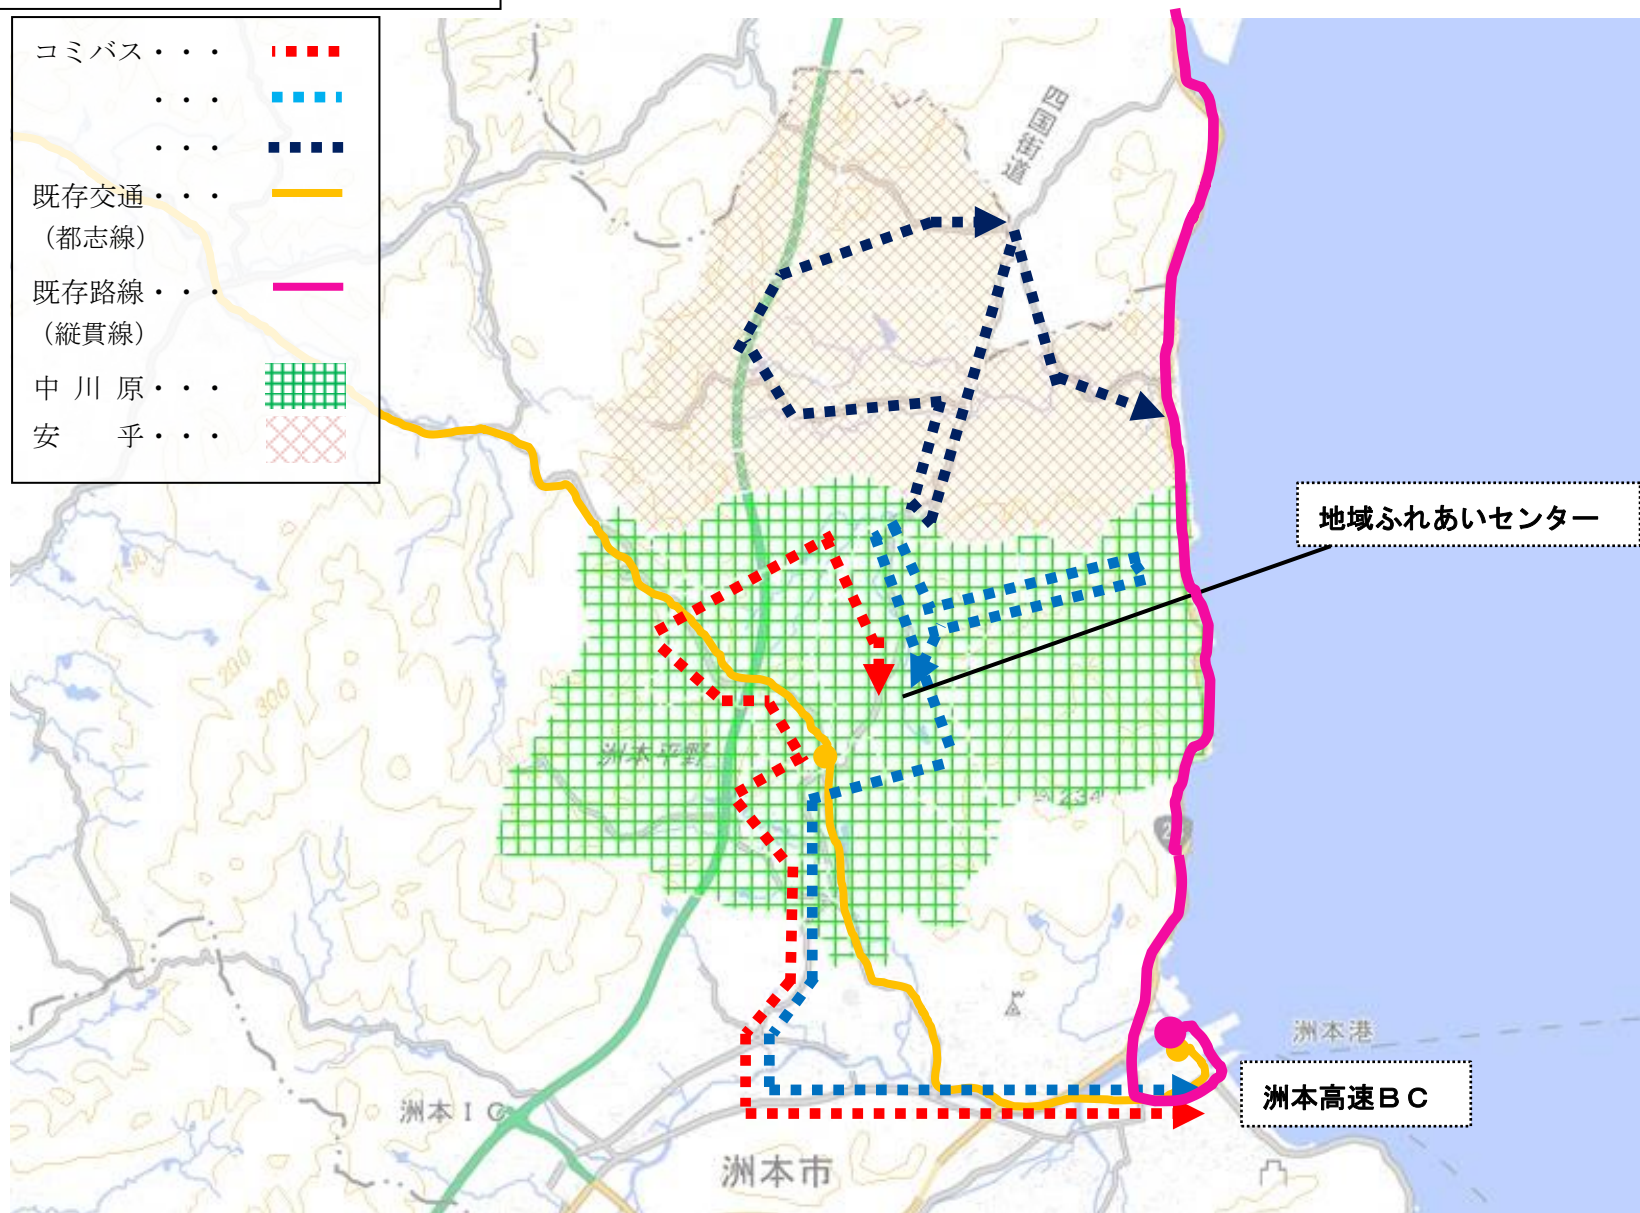 コミバス・・・
・・・
・・・
既存交通・・・
（都志線）
既存路線・・・
（縦貫線）
中川原・・・
安　乎・・・
四国街道
地域ふれあいセンター
200
300
洲本平野
234
洲本港
洲本高速ＢＣ
洲本ＩＣ
洲本市